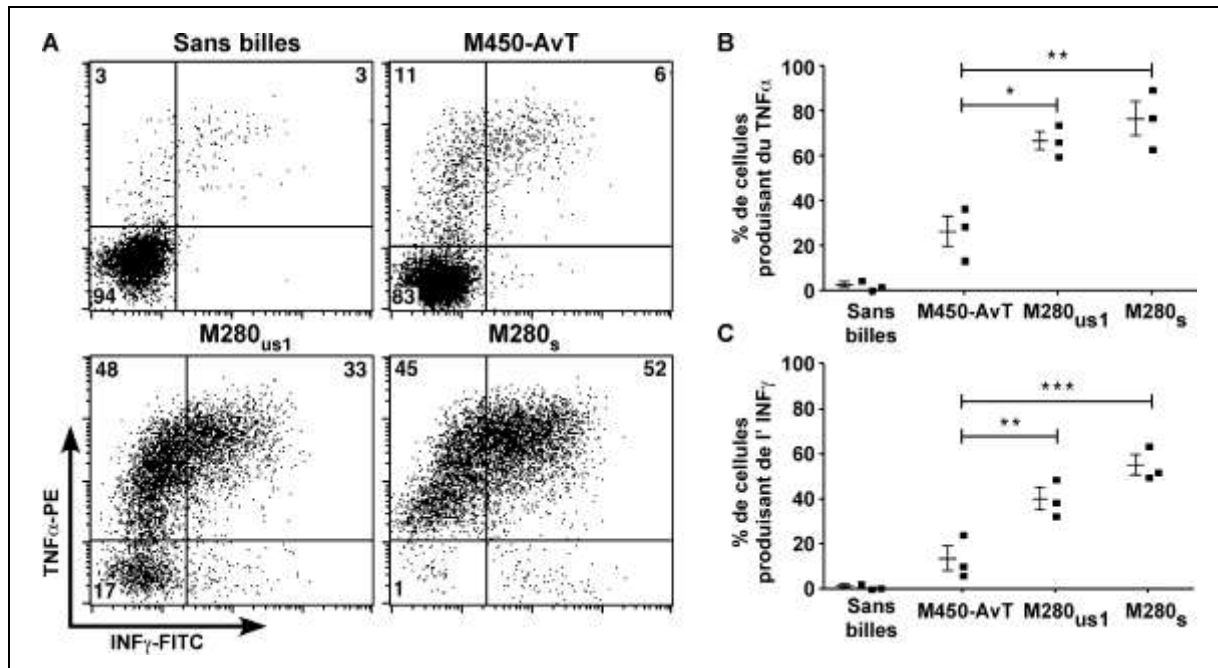 A
Sans billes
3
3
94
M450-AvT
11
6
83
M280us1
48
33
17
M280s
45
52
1
TNFα-PE
INFγ-FITC
B
% de cellules
produisant du TNFα
100
80
60
40
20
0
**
*
Sans
billes
M450-AvT
M280us1
M280s
C
% de cellules
produisant de l' INFγ
100
80
60
40
20
0
***
**
Sans
billes
M450-AvT
M280us1
M280s